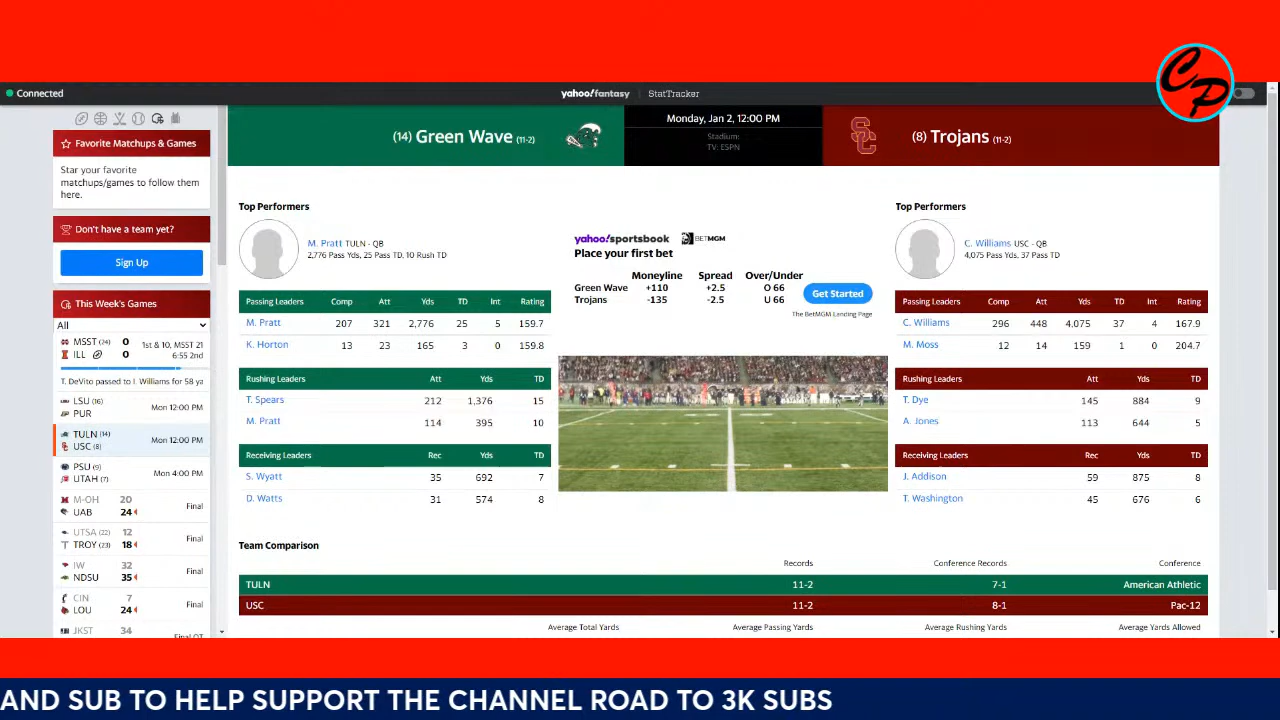 CP
Connected
yahoo!fantasy | StatTracker
Favorite Matchups & Games
Star your favorite
matchups/games to follow them
here.
Don't have a team yet?
Sign Up
This Week's Games
All
MSST (24) 0 1st & 10, MSST 21
ILL 0 6:55 2nd
T. DeVito passed to I. Williams for 58 ya
LSU (16) Mon 12:00 PM
PUR
TULN (14) Mon 12:00 PM
USC (8)
PSU (9) Mon 4:00 PM
UTAH (7)
M-OH 20 Final
UAB 24
UTSA (22) 12 Final
TROY (23) 18
IW 32 Final
NDSU 35
CIN 7 Final
LOU 24
JKST 34 Final OT
(14) Green Wave (11-2)
Monday, Jan 2, 12:00 PM
Stadium:
TV: ESPN
SC
(8) Trojans (11-2)
Top Performers
M. Pratt TULN - QB
2,776 Pass Yds, 25 Pass TD, 10 Rush TD
Passing Leaders Comp Att Yds TD Int Rating
M. Pratt 207 321 2,776 25 5 159.7
K. Horton 13 23 165 3 0 159.8
Rushing Leaders Att Yds TD
T. Spears 212 1,376 15
M. Pratt 114 395 10
Receiving Leaders Rec Yds TD
S. Wyatt 35 692 7
D. Watts 31 574 8
yahoo!sportsbook BETMGM
Place your first bet
Moneyline Spread Over/Under
Green Wave +110 +2.5 O 66
Trojans -135 -2.5 U 66
Get Started
The BetMGM Landing Page
Top Performers
C. Williams USC - QB
4,075 Pass Yds, 37 Pass TD
Passing Leaders Comp Att Yds TD Int Rating
C. Williams 296 448 4,075 37 4 167.9
M. Moss 12 14 159 1 0 204.7
Rushing Leaders Att Yds TD
T. Dye 145 884 9
A. Jones 113 644 5
Receiving Leaders Rec Yds TD
J. Addison 59 875 8
T. Washington 45 676 6
Team Comparison
Records Conference Records Conference
TULN 11-2 7-1 American Athletic
USC 11-2 8-1 Pac-12
Average Total Yards Average Passing Yards Average Rushing Yards Average Yards Allowed
AND SUB TO HELP SUPPORT THE CHANNEL ROAD TO 3K SUBS